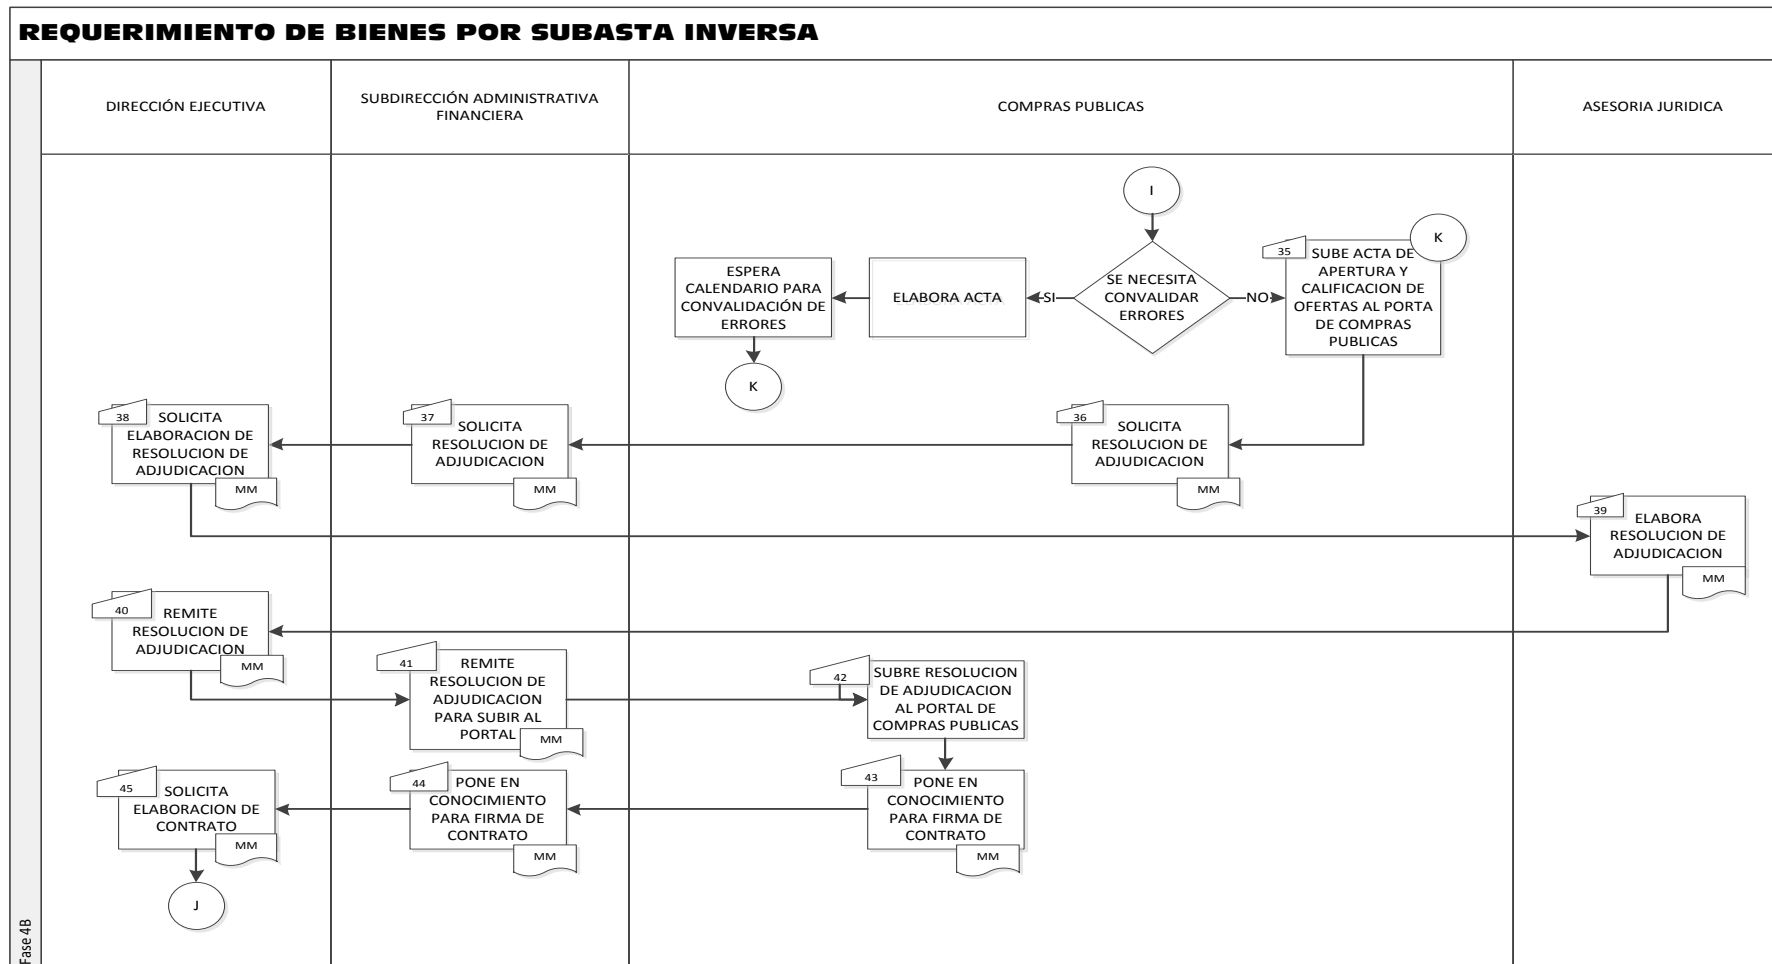 REQUERIMIENTO DE BIENES POR SUBASTA INVERSA
DIRECCIÓN EJECUTIVA
SUBDIRECCIÓN ADMINISTRATIVA
FINANCIERA
COMPRAS PUBLICAS
ASESORIA JURIDICA
I
SE NECESITA
CONVALIDAR
ERRORES
SI
NO
ELABORA ACTA
ESPERA
CALENDARIO PARA
CONVALIDACIÓN DE
ERRORES
K
K
35
SUBE ACTA DE
APERTURA Y
CALIFICACION DE
OFERTAS AL PORTA
DE COMPRAS
PUBLICAS
36
SOLICITA
RESOLUCION DE
ADJUDICACION
MM
37
SOLICITA
RESOLUCION DE
ADJUDICACION
MM
38
SOLICITA
ELABORACION DE
RESOLUCION DE
ADJUDICACION
MM
39
ELABORA
RESOLUCION DE
ADJUDICACION
MM
40
REMITE
RESOLUCION DE
ADJUDICACION
MM
41
REMITE
RESOLUCION DE
ADJUDICACION
PARA SUBIR AL
PORTAL
MM
42
SUBRE RESOLUCION
DE ADJUDICACION
AL PORTAL DE
COMPRAS PUBLICAS
43
PONE EN
CONOCIMIENTO
PARA FIRMA DE
CONTRATO
MM
44
PONE EN
CONOCIMIENTO
PARA FIRMA DE
CONTRATO
MM
45
SOLICITA
ELABORACION DE
CONTRATO
MM
J
Fase 4B